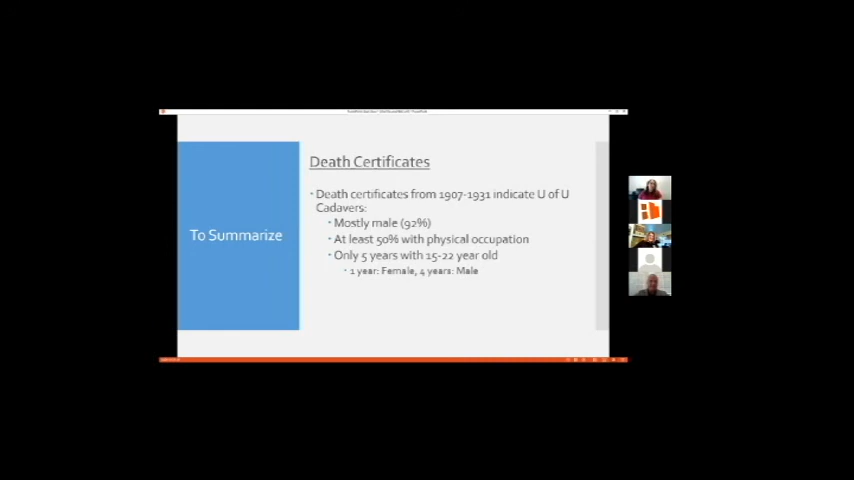 To Summarize
Death Certificates
Death certificates from 1907-1931 indicate U of U
Cadavers:
Mostly male (92%)
At least 50% with physical occupation
Only 5 years with 15-22 year old
1 year: Female, 4 years: Male